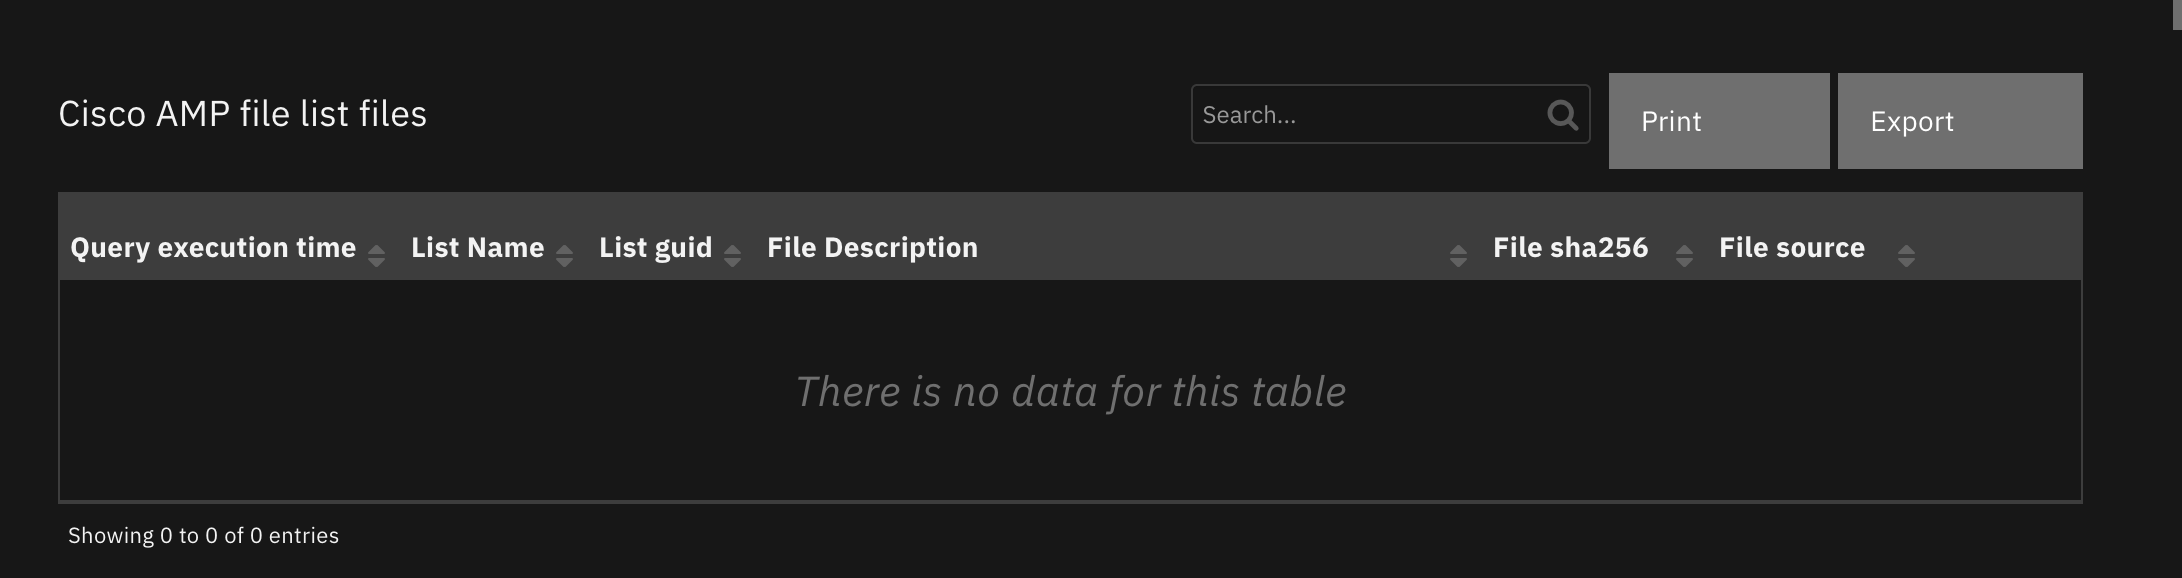 Cisco AMP file list files
Search...
Print
Export
Query execution time List Name List guid File Description File sha256 File source
There is no data for this table
Showing 0 to 0 of 0 entries